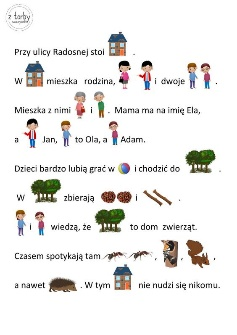 z torby
Przy ulicy Radosnej stoi .
W mieszka rodzina, i dwoje .
Mieszka z nimi i . Mama ma na imię Ela,
a Jan, to Ola, a Adam.
Dzieci bardzo lubią grać w i chodzić do .
W zbierają i .
i wiedzą, że to dom zwierząt.
Czasem spotykają tam , ,
a nawet . W tym nie nudzi się nikomu.